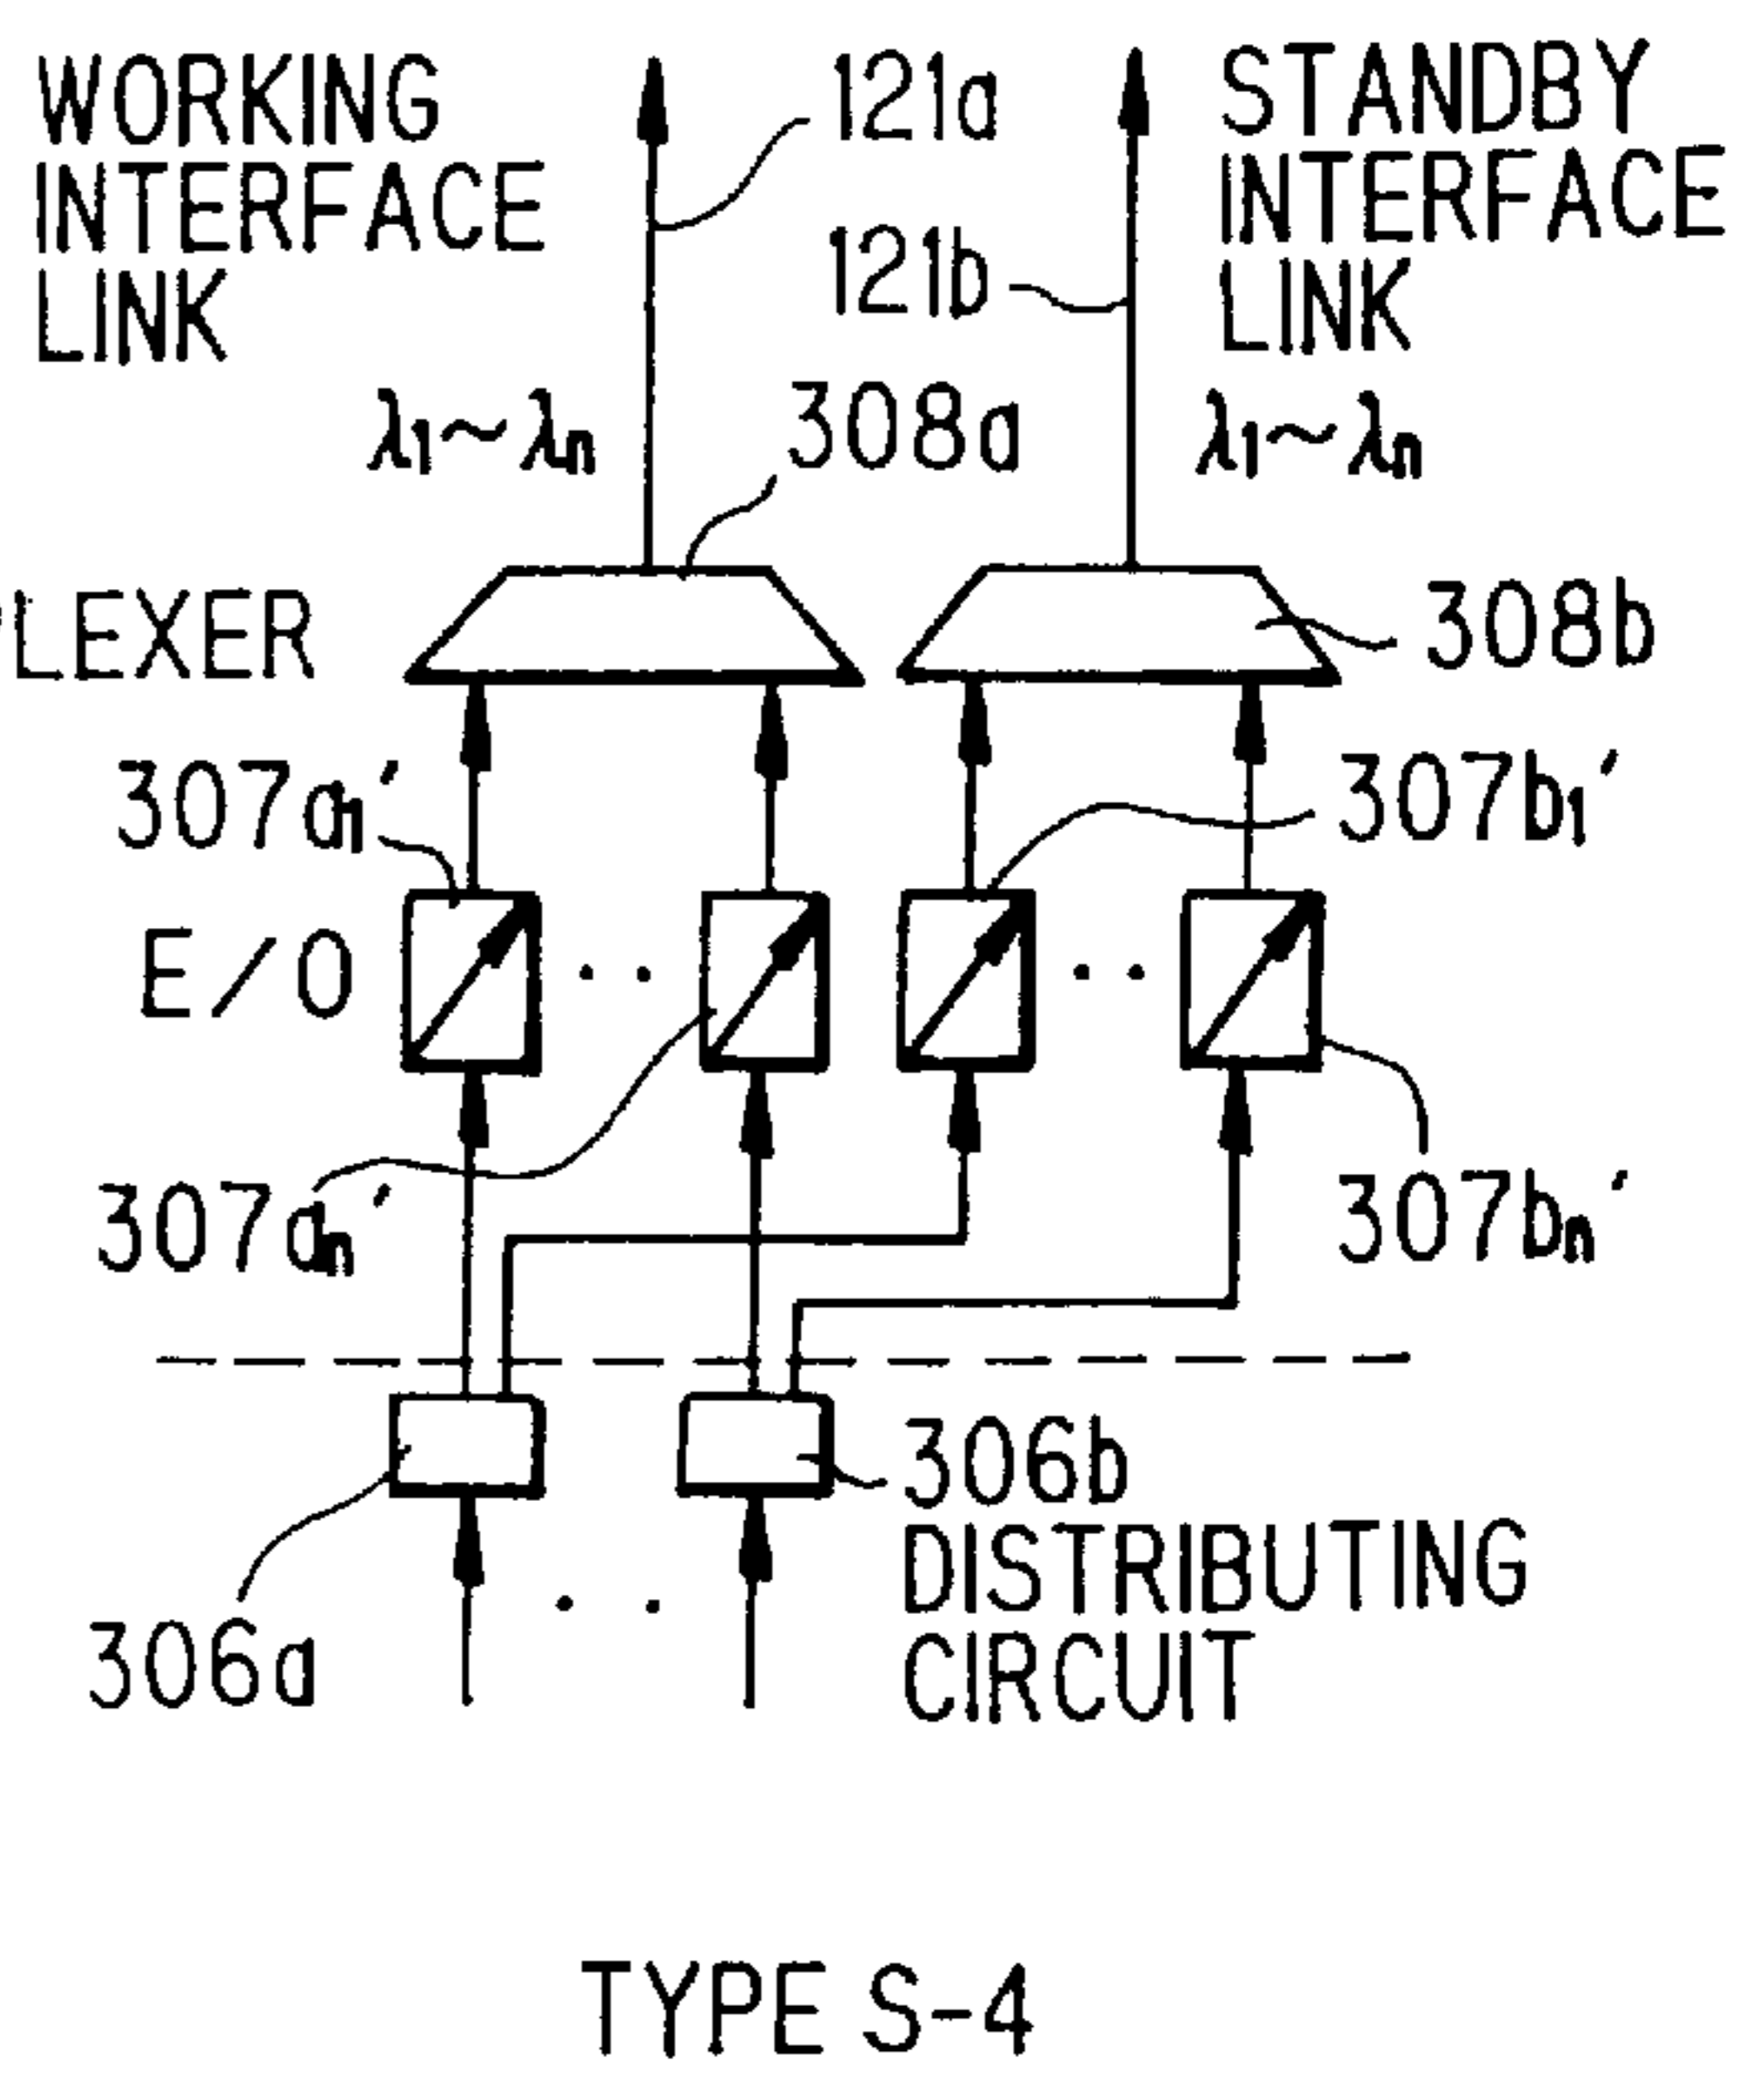 WORKING
INTERFACE
LINK
121a
STANDBY
INTERFACE
LINK
121b
λ1~λn
308a
λ1~λn
LEXER
308b
307a1'
307b1'
E/O
307an'
307bn'
306b
DISTRIBUTING
CIRCUIT
306a
TYPE S-4